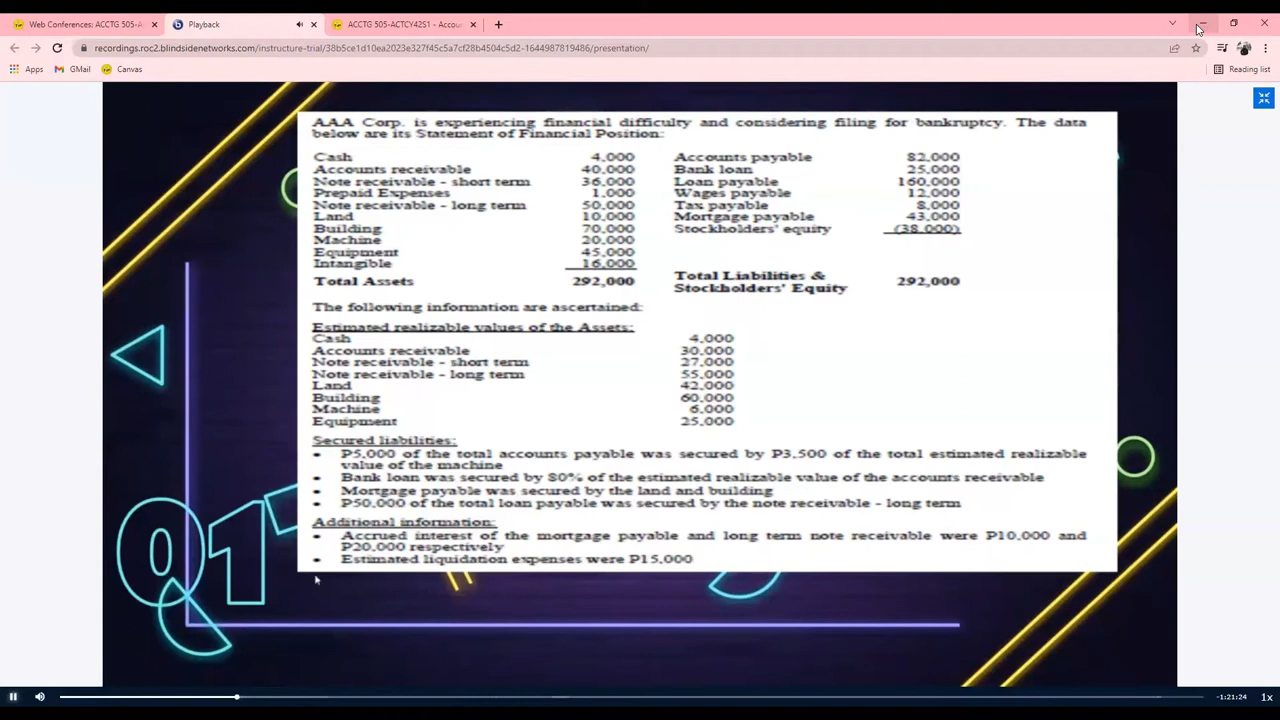 Web Conferences: ACCTG 505-A
Playback
ACCTG 505-ACTCY42S1 - Accou
recordings.roc2.blindsidenetworks.com/instructure-trial/38b5ce1d10ea2023e327f45c5a7cf28b4504c5d2-1644987819486/presentation/
Apps GMail Canvas Reading list
AAA Corp. is experiencing financial difficulty and considering filing for bankruptcy. The data
below are its Statement of Financial Position:
Cash 4,000 Accounts payable 82,000
Accounts receivable 40,000 Bank loan 25,000
Note receivable - short term 36,000 Loan payable 160,000
Prepaid Expenses 1,000 Wages payable 12,000
Note receivable - long term 50,000 Tax payable 8,000
Land 10,000 Mortgage payable 43,000
Building 70,000 Stockholders' equity (38,000)
Machine 20,000
Equipment 45,000
Intangible 16,000
Total Assets 292,000 Total Liabilities &
Stockholders' Equity 292,000
The following information are ascertained:
Estimated realizable values of the Assets:
Cash 4,000
Accounts receivable 30,000
Note receivable - short term 27,000
Note receivable - long term 55,000
Land 42,000
Building 60,000
Machine 6,000
Equipment 25,000
Secured liabilities:
• P5,000 of the total accounts payable was secured by P3,500 of the total estimated realizable
value of the machine
• Bank loan was secured by 80% of the estimated realizable value of the accounts receivable
• Mortgage payable was secured by the land and building
• P50,000 of the total loan payable was secured by the note receivable - long term
Additional information:
• Accrued interest of the mortgage payable and long term note receivable were P10,000 and
P20,000 respectively
• Estimated liquidation expenses were P15,000
01
-1:21:24 1x